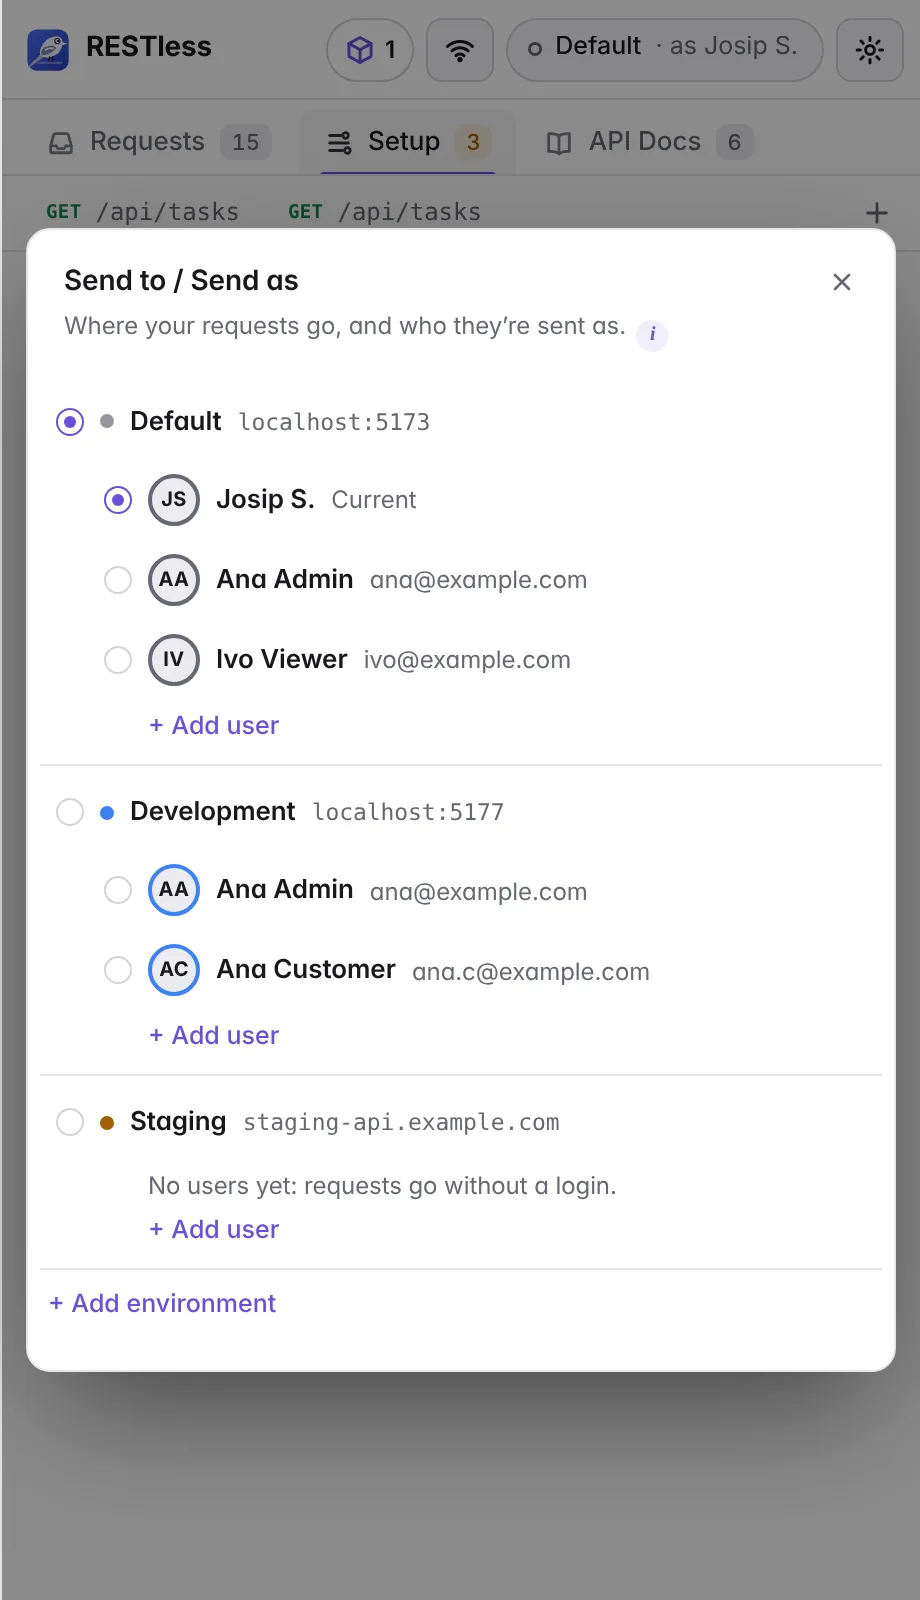 RESTless
1
Default · as Josip S.
Requests 15
Setup 3
API Docs 6
GET /api/tasks
GET /api/tasks
+
Send to / Send as
Where your requests go, and who they’re sent as. i
Default localhost:5173
JS Josip S. Current
AA Ana Admin ana@example.com
IV Ivo Viewer ivo@example.com
+ Add user
Development localhost:5177
AA Ana Admin ana@example.com
AC Ana Customer ana.c@example.com
+ Add user
Staging staging-api.example.com
No users yet: requests go without a login.
+ Add user
+ Add environment